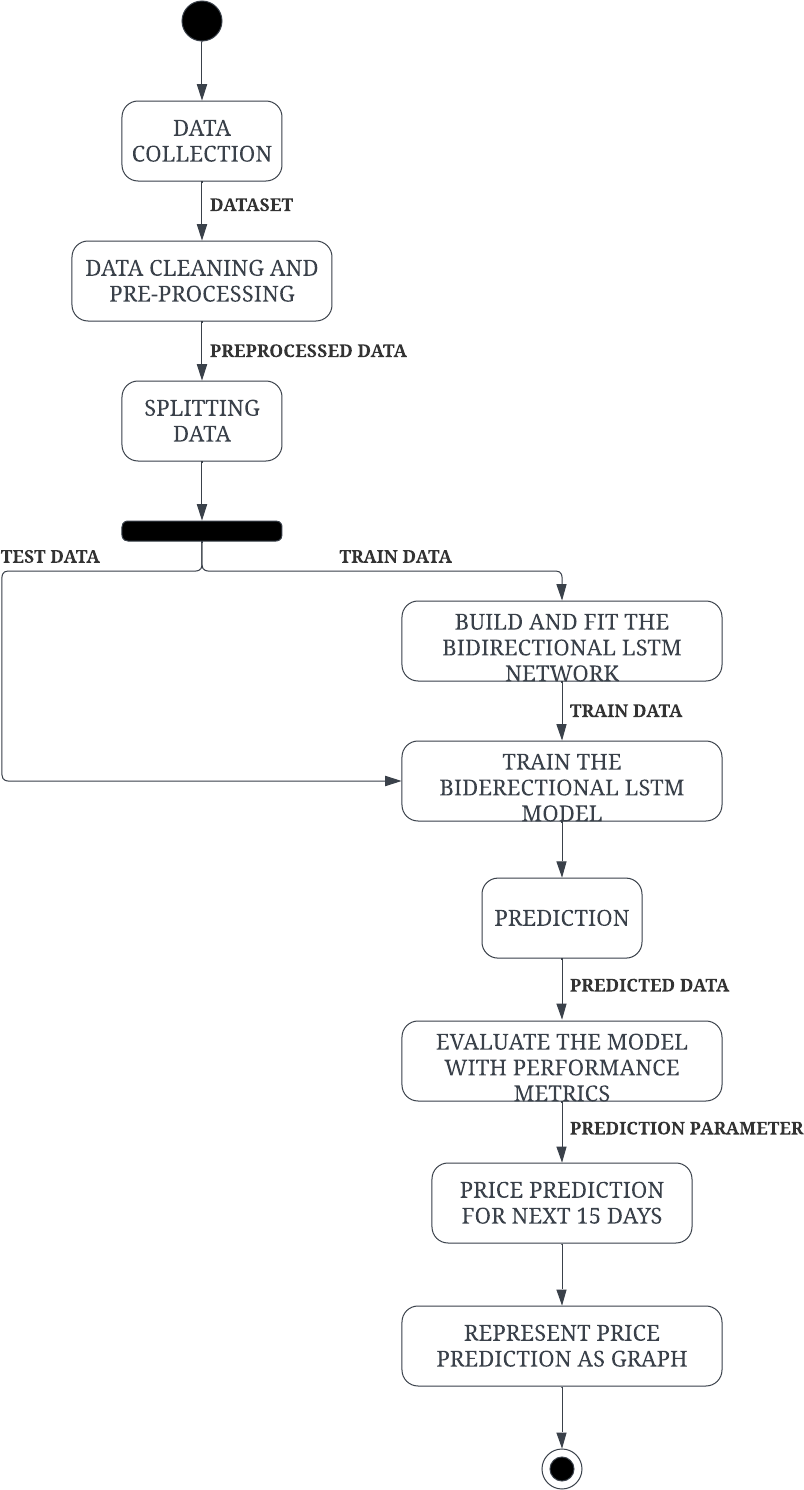 DATA
COLLECTION
DATASET
DATA CLEANING AND
PRE-PROCESSING
PREPROCESSED DATA
SPLITTING
DATA
TEST DATA
TRAIN DATA
BUILD AND FIT THE
BIDIRECTIONAL LSTM
NETWORK
TRAIN DATA
TRAIN THE
BIDERECTIONAL LSTM
MODEL
PREDICTION
PREDICTED DATA
EVALUATE THE MODEL
WITH PERFORMANCE
METRICS
PREDICTION PARAMETER
PRICE PREDICTION
FOR NEXT 15 DAYS
REPRESENT PRICE
PREDICTION AS GRAPH